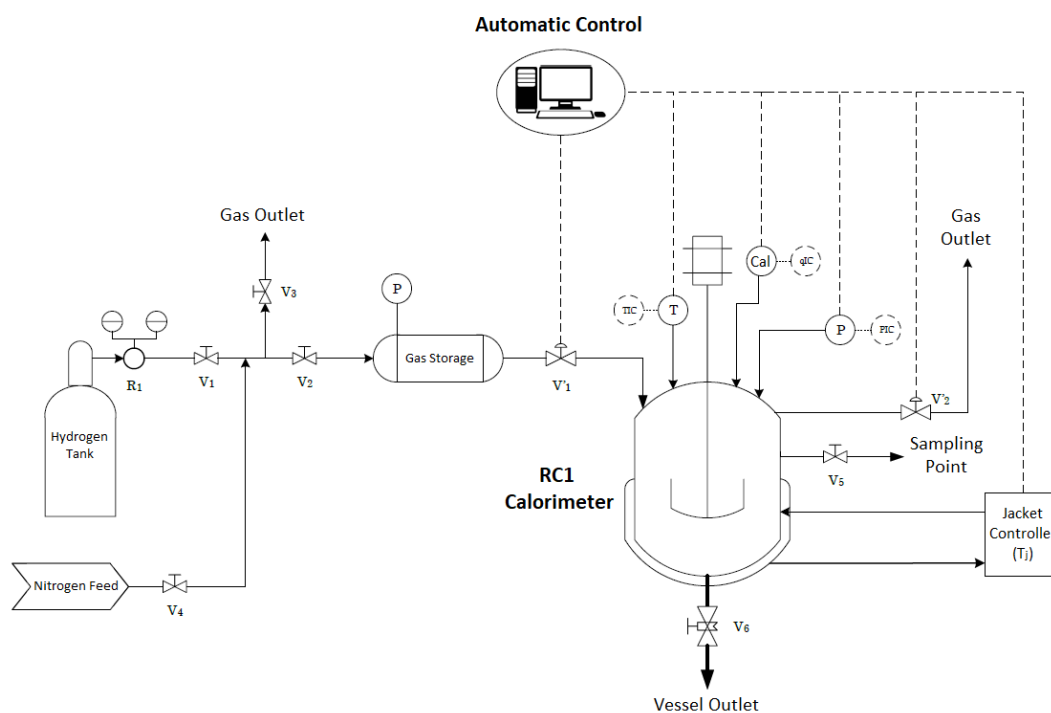 Automatic Control
Gas Outlet
Gas
Outlet
Cal
qIC
V3
P
TIC
T
P
PIC
R1
V1
V2
Gas Storage
V'1
V'2
Hydrogen
Tank
RC1
Calorimeter
Sampling
Point
V5
Jacket
Controlle
(Tj)
Nitrogen Feed
V4
V6
Vessel Outlet